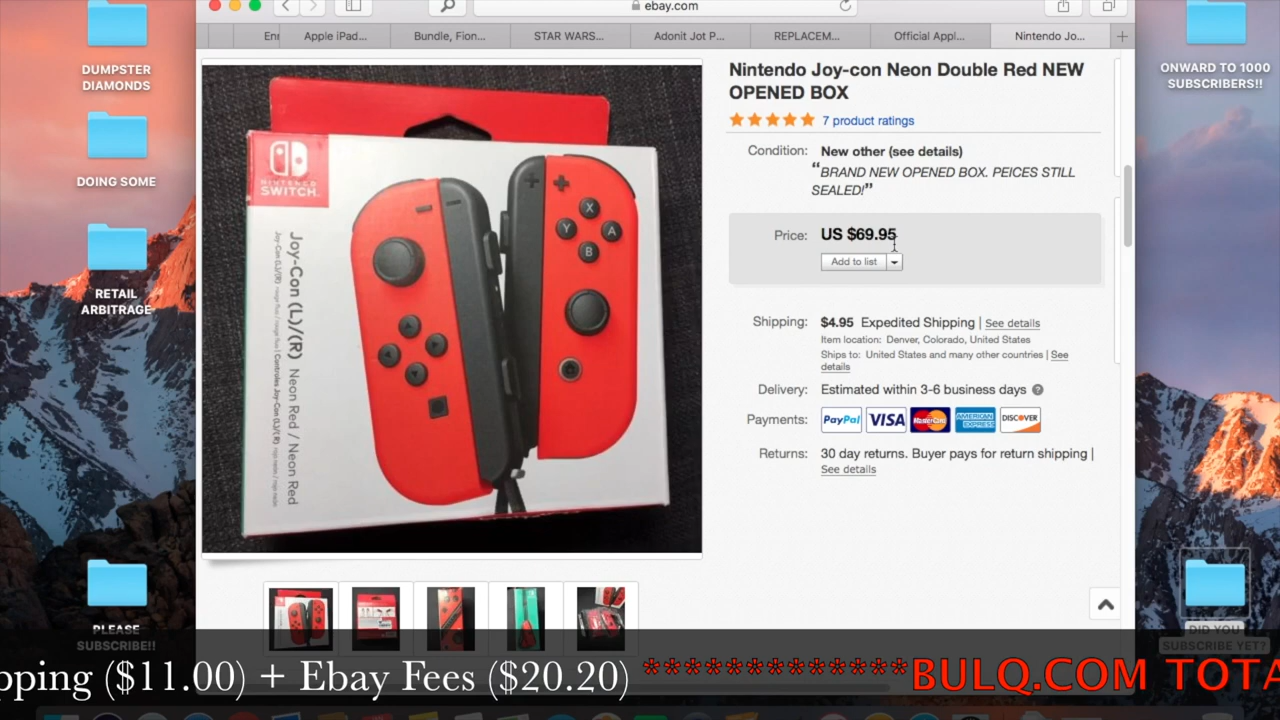 ebay.com
Enr
Apple iPad...
Bundle, Fion...
STAR WARS...
Adonit Jot P...
REPLACEM...
Official Appl...
Nintendo Jo...
DUMPSTER
DIAMONDS
DOING SOME
RETAIL
ARBITRAGE
PLEASE
SUBSCRIBE!!
NINTENDO
SWITCH
Joy-Con (L)/(R) Neon Red / Neon Red
X
Y
A
B
Nintendo Joy-con Neon Double Red NEW
OPENED BOX
7 product ratings
Condition: New other (see details)
“BRAND NEW OPENED BOX. PEICES STILL
SEALED!”
Price: US $69.95
Add to list
Shipping: $4.95 Expedited Shipping | See details
Item location: Denver, Colorado, United States
Ships to: United States and many other countries | See
details
Delivery: Estimated within 3-6 business days ?
Payments: PayPal VISA MasterCard AMERICAN EXPRESS DISCOVER
Returns: 30 day returns. Buyer pays for return shipping |
See details
ONWARD TO 1000
SUBSCRIBERS!!
DID YOU
SUBSCRIBE YET?
pping ($11.00) + Ebay Fees ($20.20) *************BULQ.COM TOTA